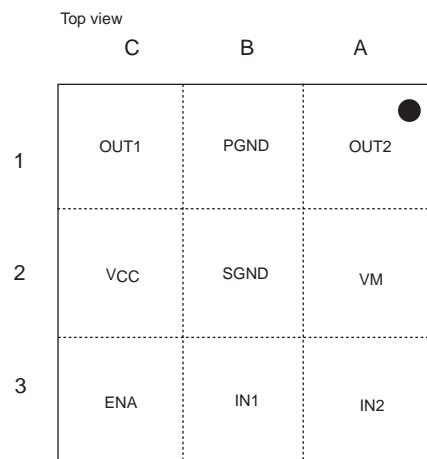 Top view
C B A
1 OUT1 PGND OUT2
2 VCC SGND VM
3 ENA IN1 IN2